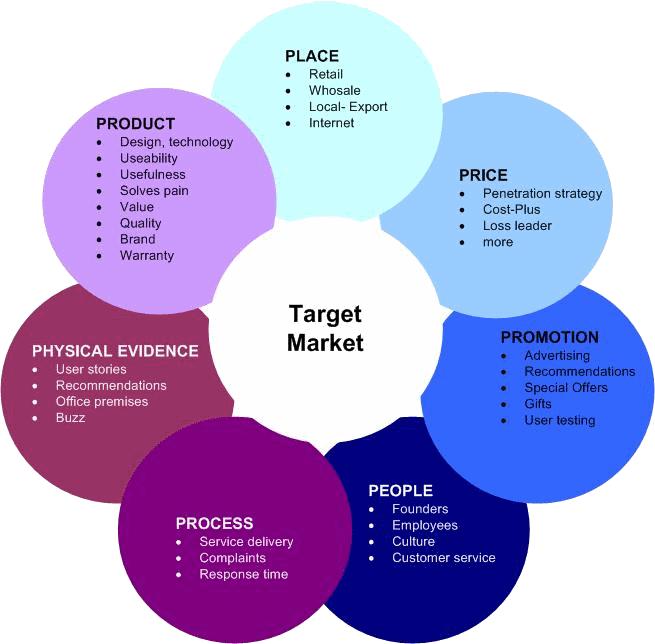 PLACE
• Retail
• Whosale
• Local- Export
• Internet
PRODUCT
• Design, technology
• Useability
• Usefulness
• Solves pain
• Value
• Quality
• Brand
• Warranty
PRICE
• Penetration strategy
• Cost-Plus
• Loss leader
• more
Target
Market
PHYSICAL EVIDENCE
• User stories
• Recommendations
• Office premises
• Buzz
PROMOTION
• Advertising
• Recommendations
• Special Offers
• Gifts
• User testing
PROCESS
• Service delivery
• Complaints
• Response time
PEOPLE
• Founders
• Employees
• Culture
• Customer service